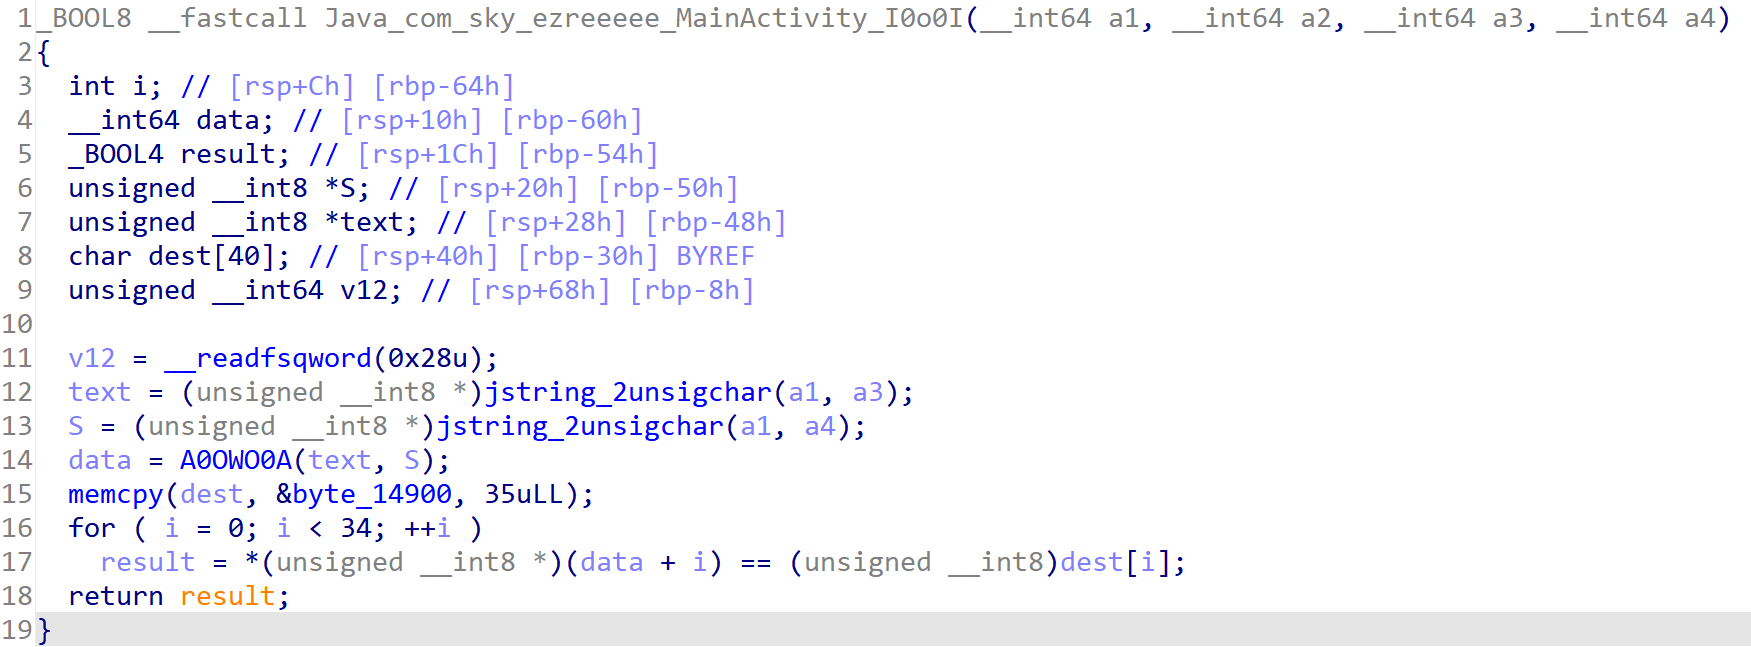 1 _BOOL8 __fastcall Java_com_sky_ezreeeee_MainActivity_I0o0I(__int64 a1, __int64 a2, __int64 a3, __int64 a4)
2 {
3   int i; // [rsp+Ch] [rbp-64h]
4   __int64 data; // [rsp+10h] [rbp-60h]
5   _BOOL4 result; // [rsp+1Ch] [rbp-54h]
6   unsigned __int8 *S; // [rsp+20h] [rbp-50h]
7   unsigned __int8 *text; // [rsp+28h] [rbp-48h]
8   char dest[40]; // [rsp+40h] [rbp-30h] BYREF
9   unsigned __int64 v12; // [rsp+68h] [rbp-8h]
10
11   v12 = __readfsqword(0x28u);
12   text = (unsigned __int8 *)jstring_2unsigchar(a1, a3);
13   S = (unsigned __int8 *)jstring_2unsigchar(a1, a4);
14   data = A0OWO0A(text, S);
15   memcpy(dest, &byte_14900, 35uLL);
16   for ( i = 0; i < 34; ++i )
17     result = *(unsigned __int8 *)(data + i) == (unsigned __int8)dest[i];
18   return result;
19 }